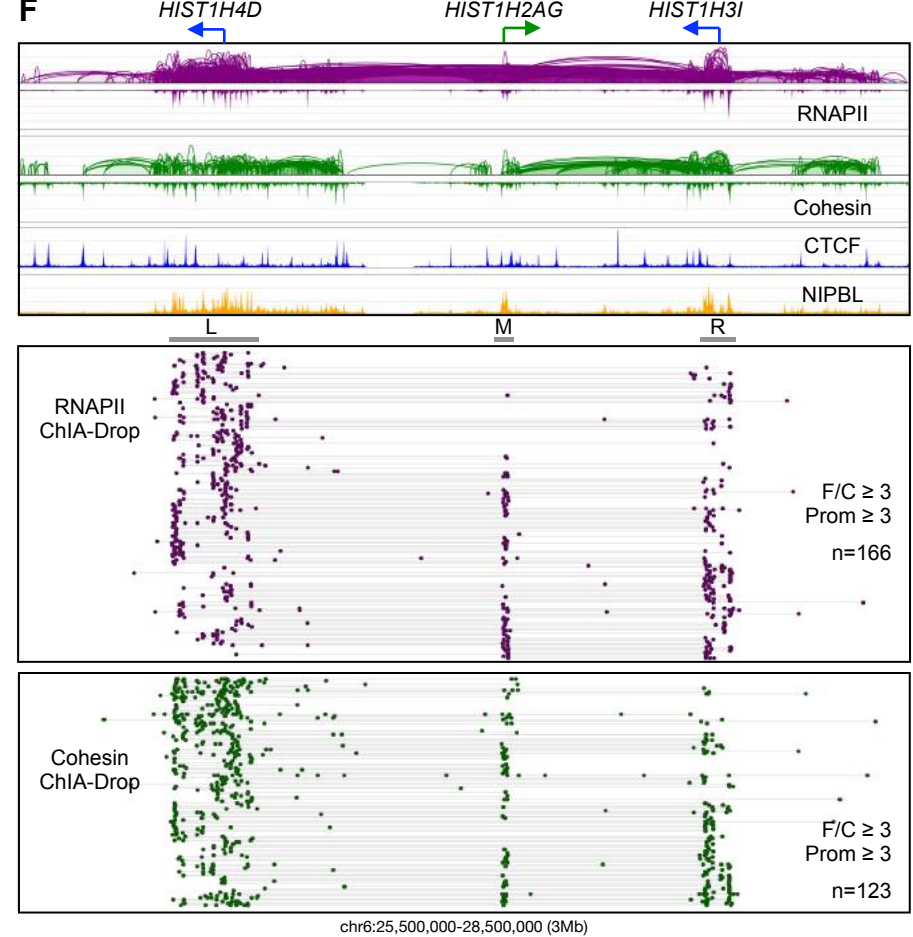 F
HIST1H4D HIST1H2AG HIST1H3I
RNAPII
Cohesin
CTCF
NIPBL
L M R
RNAPII
ChIA-Drop
F/C ≥ 3
Prom ≥ 3
n=166
Cohesin
ChIA-Drop
F/C ≥ 3
Prom ≥ 3
n=123
chr6:25,500,000-28,500,000 (3Mb)